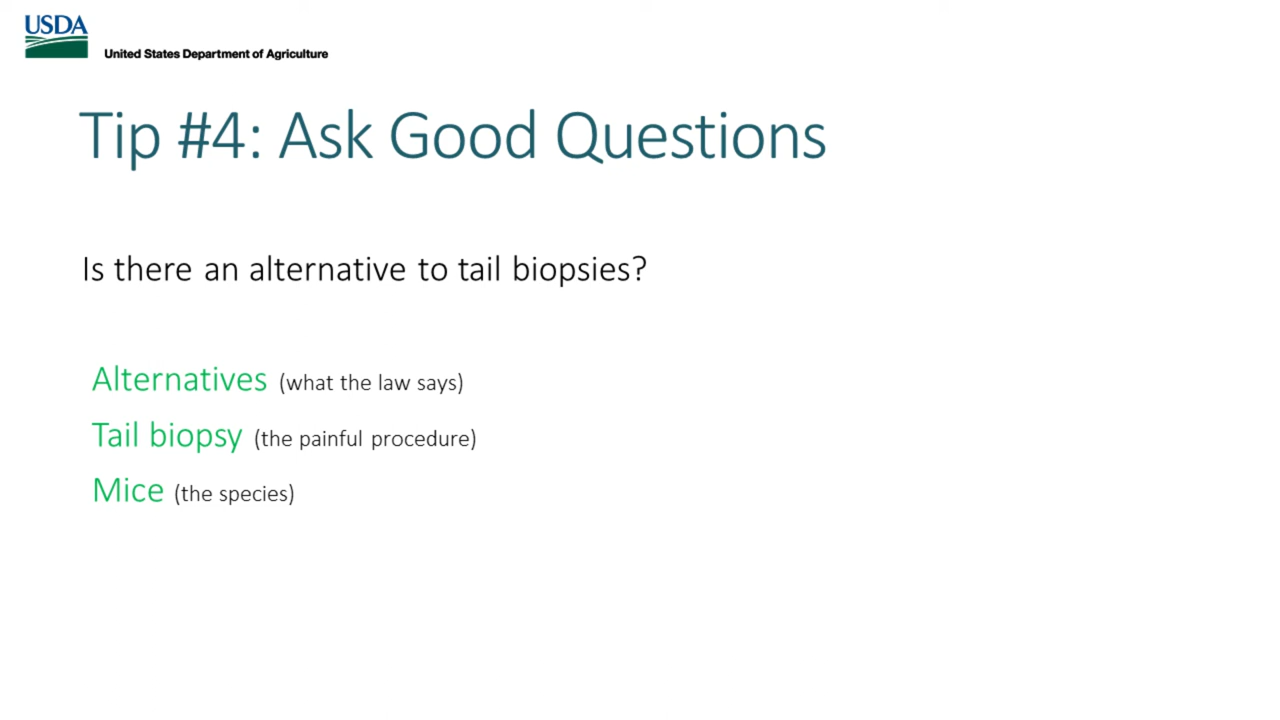 USDA
United States Department of Agriculture
Tip #4: Ask Good Questions
Is there an alternative to tail biopsies?
Alternatives (what the law says)
Tail biopsy (the painful procedure)
Mice (the species)